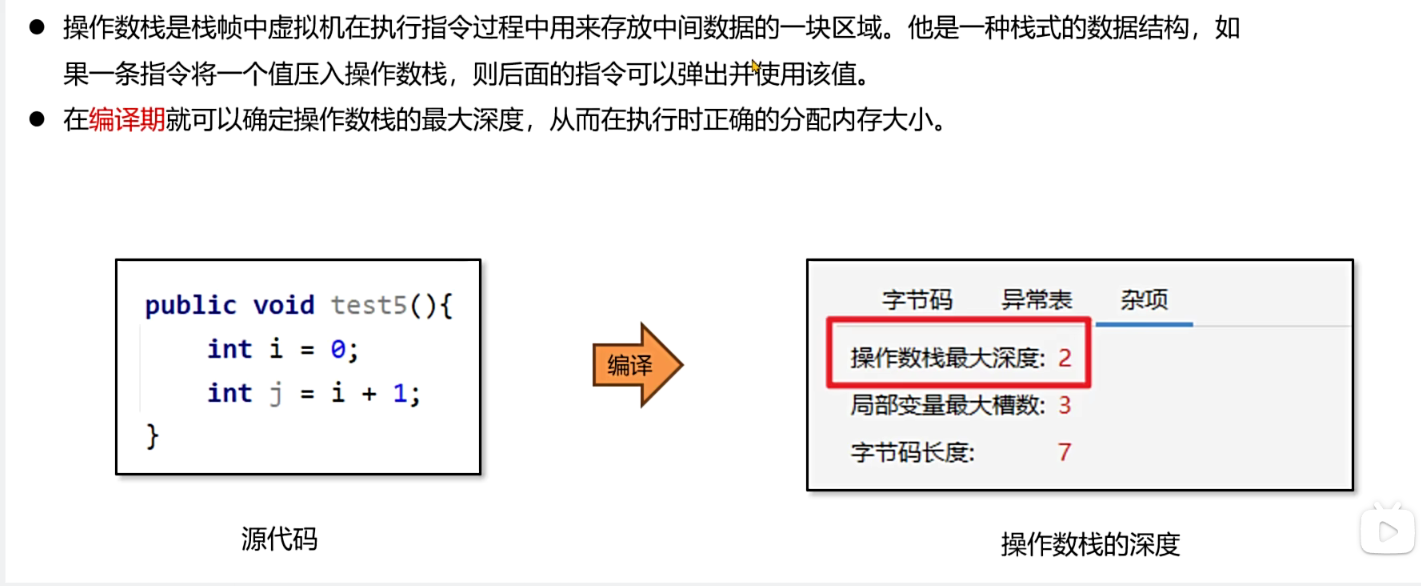 ● 操作数栈是栈帧中虚拟机在执行指令过程中用来存放中间数据的一块区域。他是一种栈式的数据结构，如
果一条指令将一个值压入操作数栈，则后面的指令可以弹出并使用该值。
● 在编译期就可以确定操作数栈的最大深度，从而在执行时正确的分配内存大小。
public void test5(){
int i = 0;
int j = i + 1;
}
源代码
编译
字节码 异常表 杂项
操作数栈最大深度: 2
局部变量最大槽数: 3
字节码长度: 7
操作数栈的深度